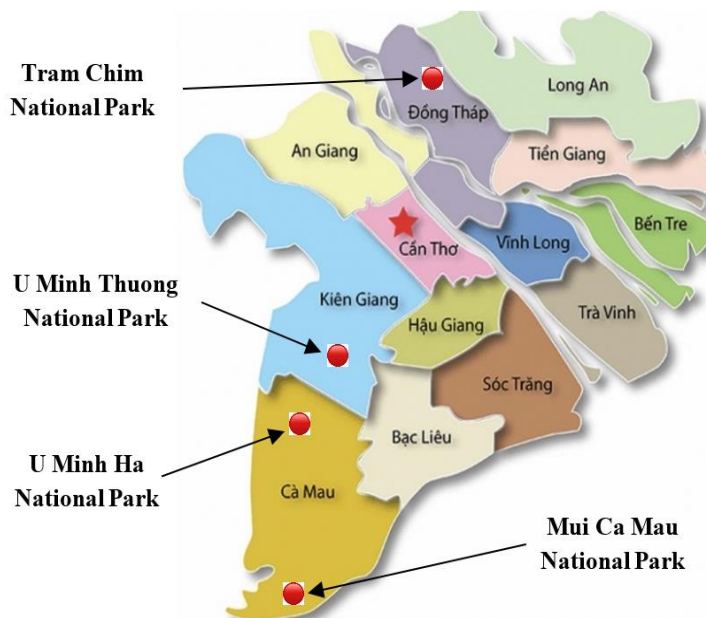 Tram Chim
National Park
Long An
Đồng Tháp
An Giang
Tiền Giang
Bến Tre
Cần Thơ
Vĩnh Long
U Minh Thuong
National Park
Kiên Giang
Trà Vinh
Hậu Giang
Sóc Trăng
Bạc Liêu
U Minh Ha
National Park
Cà Mau
Mui Ca Mau
National Park